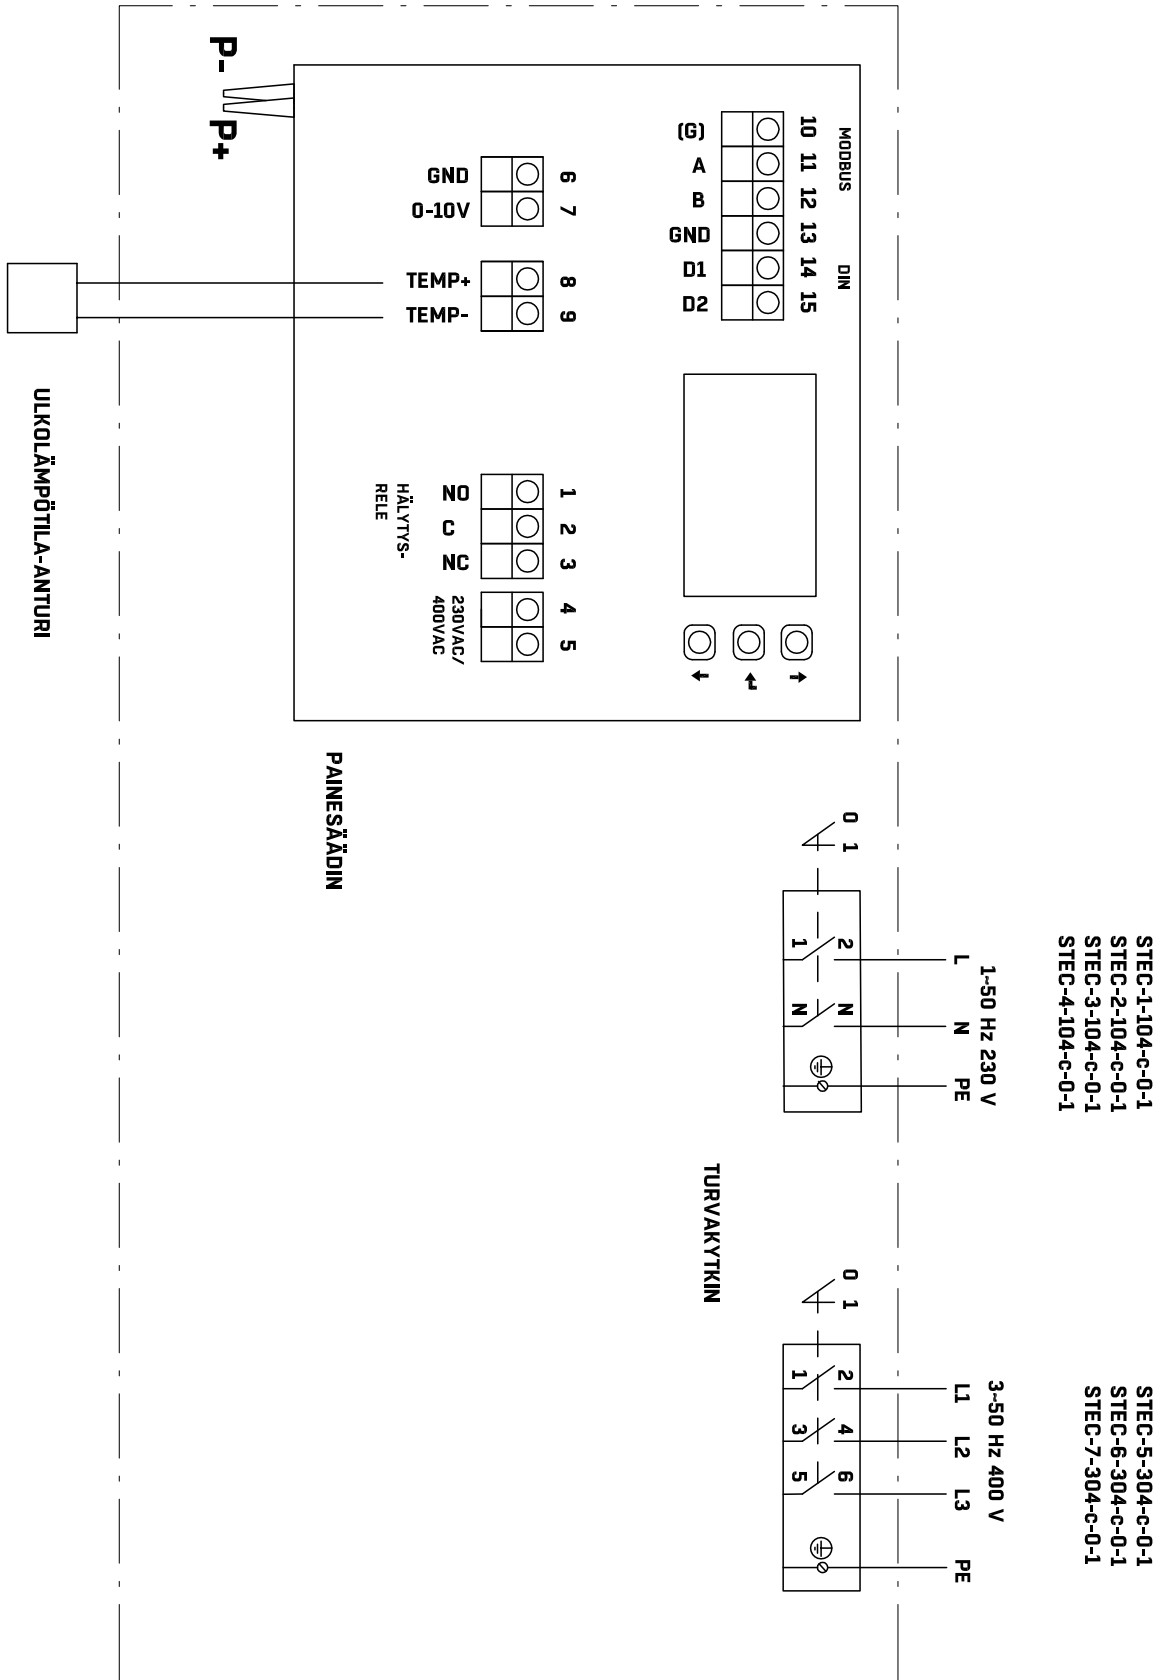 STEC-1-104-c-0-1
STEC-2-104-c-0-1
STEC-3-104-c-0-1
STEC-4-104-c-0-1
1~50 Hz 230 V
L N PE
STEC-5-304-c-0-1
STEC-6-304-c-0-1
STEC-7-304-c-0-1
3~50 Hz 400 V
L1 L2 L3 PE
MODBUS DIN
10 11 12 13 14 15
(G)
A
B
GND
D1
D2
0 1
2 N
1 N
0 1
2 4 6
1 3 5
TURVAKYTKIN
6 7 8 9 1 2 3 4 5
GND
0-10V
TEMP+
TEMP-
NO
C
NC
HÄLYTYS-
RELE
230VAC/
400VAC
PAINESÄÄDIN
P- P+
ULKOLÄMPÖTILA-ANTURI